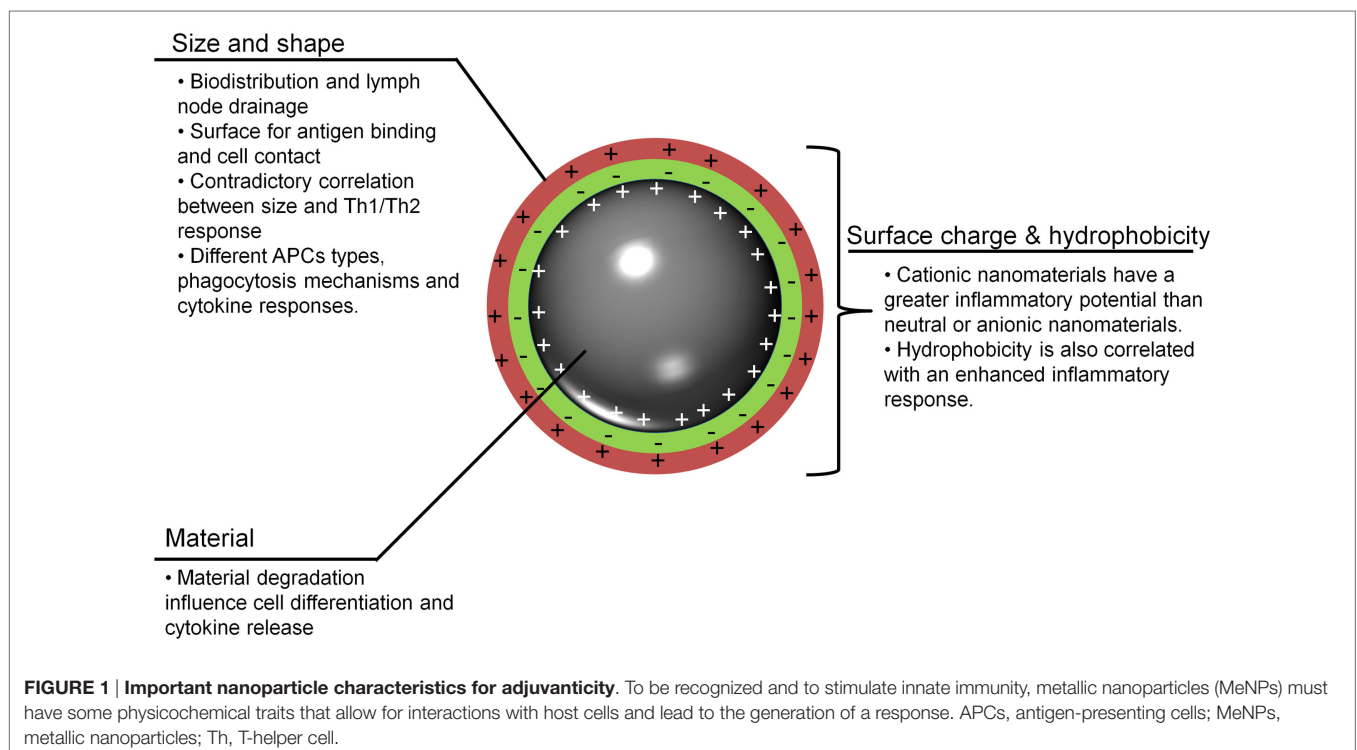 Size and shape
• Biodistribution and lymph
node drainage
• Surface for antigen binding
and cell contact
• Contradictory correlation
between size and Th1/Th2
response
• Different APCs types,
phagocytosis mechanisms and
cytokine responses.
Surface charge & hydrophobicity
• Cationic nanomaterials have a
greater inflammatory potential than
neutral or anionic nanomaterials.
• Hydrophobicity is also correlated
with an enhanced inflammatory
response.
Material
• Material degradation
influence cell differentiation and
cytokine release
FIGURE 1 | Important nanoparticle characteristics for adjuvanticity. To be recognized and to stimulate innate immunity, metallic nanoparticles (MeNPs) must
have some physicochemical traits that allow for interactions with host cells and lead to the generation of a response. APCs, antigen-presenting cells; MeNPs,
metallic nanoparticles; Th, T-helper cell.